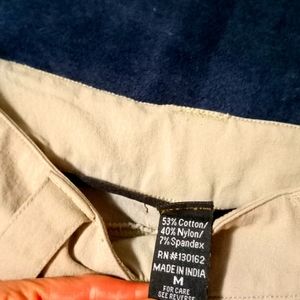 53% Cotton/
40% Nylon/
7% Spandex
RN#130162
MADE IN INDIA
M
FOR CARE
SEE REVERSE